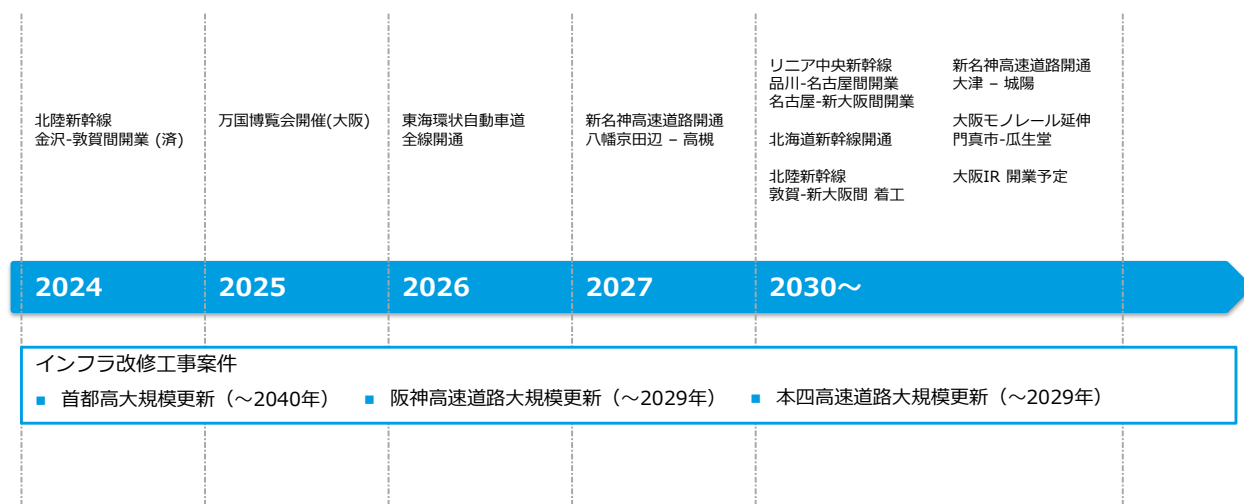 北陸新幹線
金沢-敦賀間開業 (済)
万国博覧会開催(大阪)
東海環状自動車道
全線開通
新名神高速道路開通
八幡京田辺 – 高槻
リニア中央新幹線
品川-名古屋間開業
名古屋-新大阪間開業
北海道新幹線開通
北陸新幹線
敦賀-新大阪間 着工
新名神高速道路開通
大津 – 城陽
大阪モノレール延伸
門真市-瓜生堂
大阪IR 開業予定
2024
2025
2026
2027
2030～
インフラ改修工事案件
■ 首都高大規模更新（～2040年）
■ 阪神高速道路大規模更新（～2029年）
■ 本四高速道路大規模更新（～2029年）